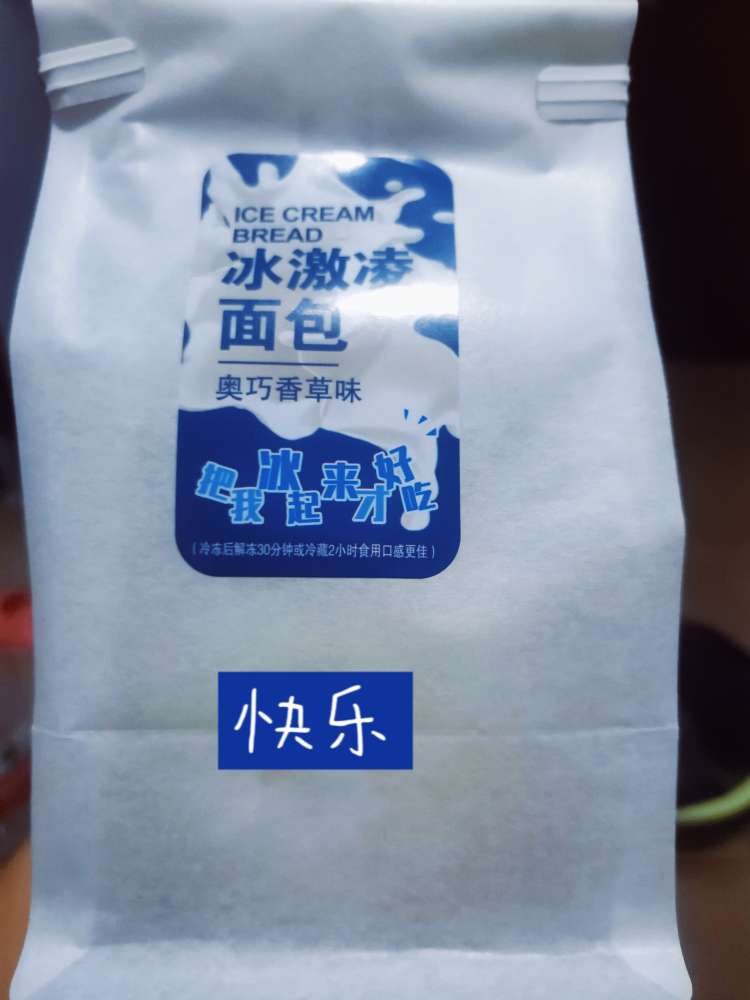 ICE CREAM
BREAD
冰激凌
面包
奥巧香草味
把我冰起来才好吃
(冷冻后解冻30分钟或冷藏2小时食用口感更佳)
快乐